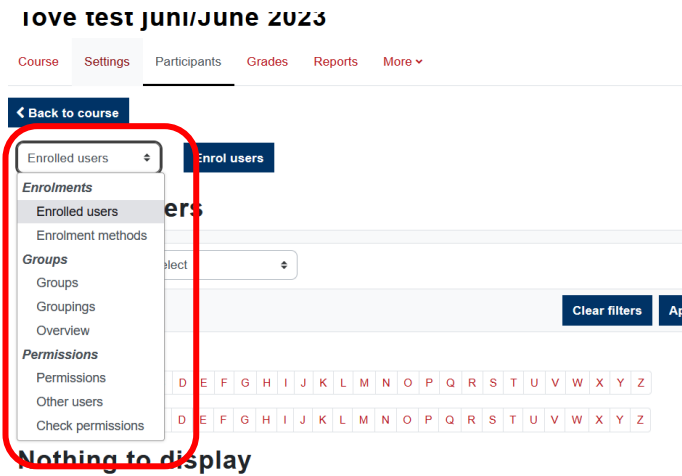 Tove test juni/June 2023
Course Settings Participants Grades Reports More
Back to course
Enrolled users Enrol users
Enrolments
Enrolled users ers
Enrolment methods
Groups
elect
Groups
Groupings
Clear filters Ap
Overview
Permissions
Permissions
D E F G H I J K L M N O P Q R S T U V W X Y Z
Other users
Check permissions
D E F G H I J K L M N O P Q R S T U V W X Y Z
Nothing to display